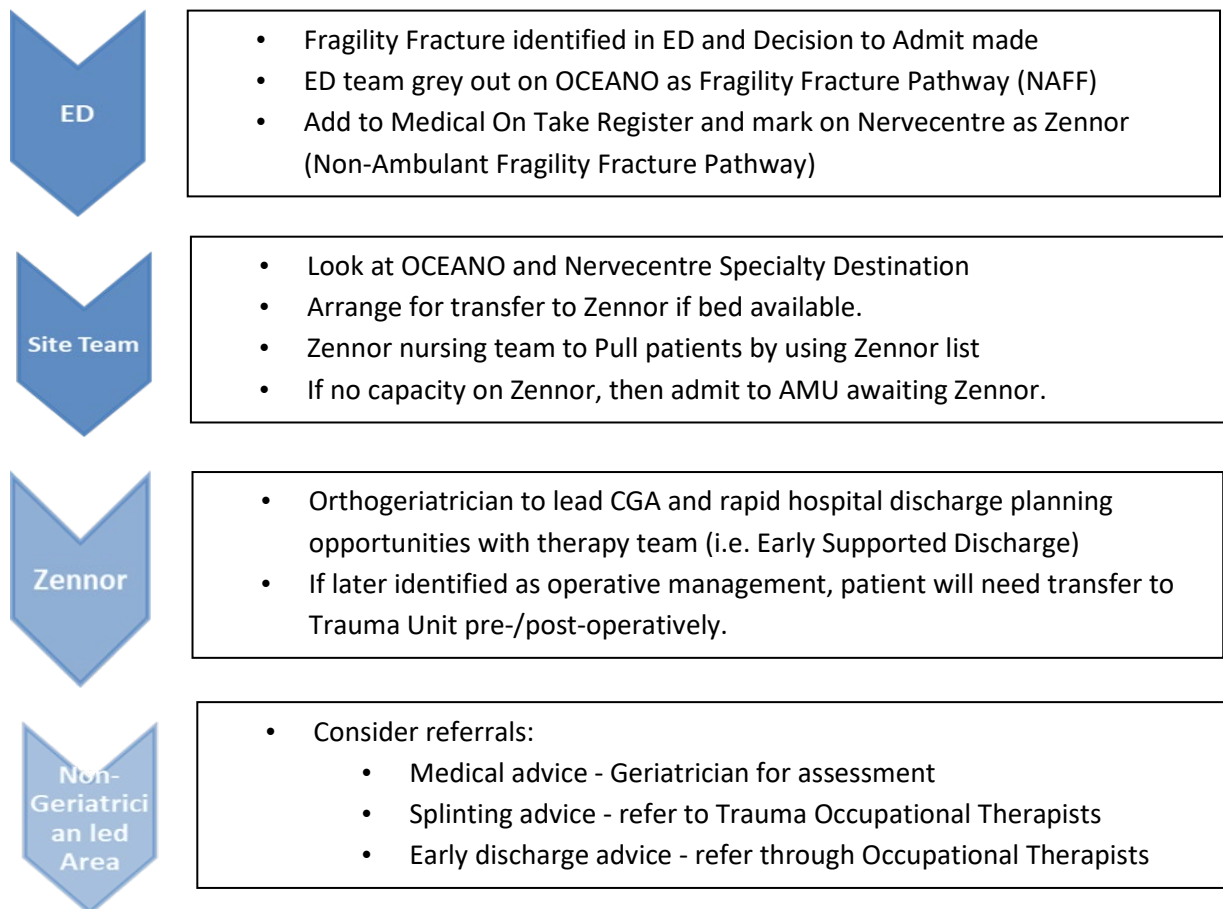 ED
• Fragility Fracture identified in ED and Decision to Admit made
• ED team grey out on OCEANO as Fragility Fracture Pathway (NAFF)
• Add to Medical On Take Register and mark on Nervecentre as Zennor
(Non-Ambulant Fragility Fracture Pathway)
Site Team
• Look at OCEANO and Nervecentre Specialty Destination
• Arrange for transfer to Zennor if bed available.
• Zennor nursing team to Pull patients by using Zennor list
• If no capacity on Zennor, then admit to AMU awaiting Zennor.
Zennor
• Orthogeriatrician to lead CGA and rapid hospital discharge planning
opportunities with therapy team (i.e. Early Supported Discharge)
• If later identified as operative management, patient will need transfer to
Trauma Unit pre-/post-operatively.
Non-
Geriatrici
an led
Area
• Consider referrals:
• Medical advice - Geriatrician for assessment
• Splinting advice - refer to Trauma Occupational Therapists
• Early discharge advice - refer through Occupational Therapists